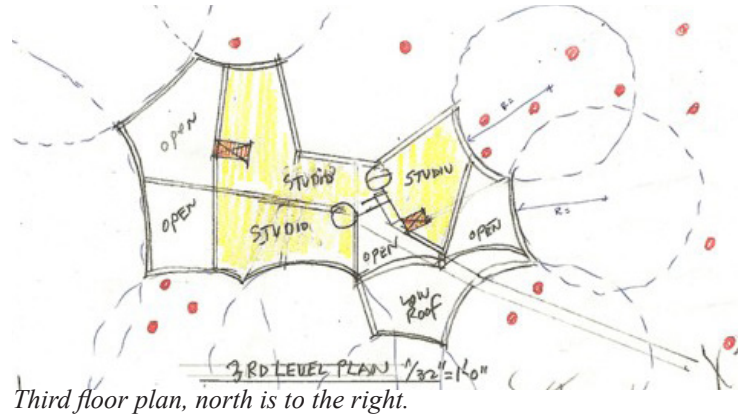 OPEN
R=
STUDIO
STUDIO
OPEN
STUDIO
OPEN
OPEN
R=
LOW
ROOF
3RD LEVEL PLAN 1/32"=1'-0"
Third floor plan, north is to the right.